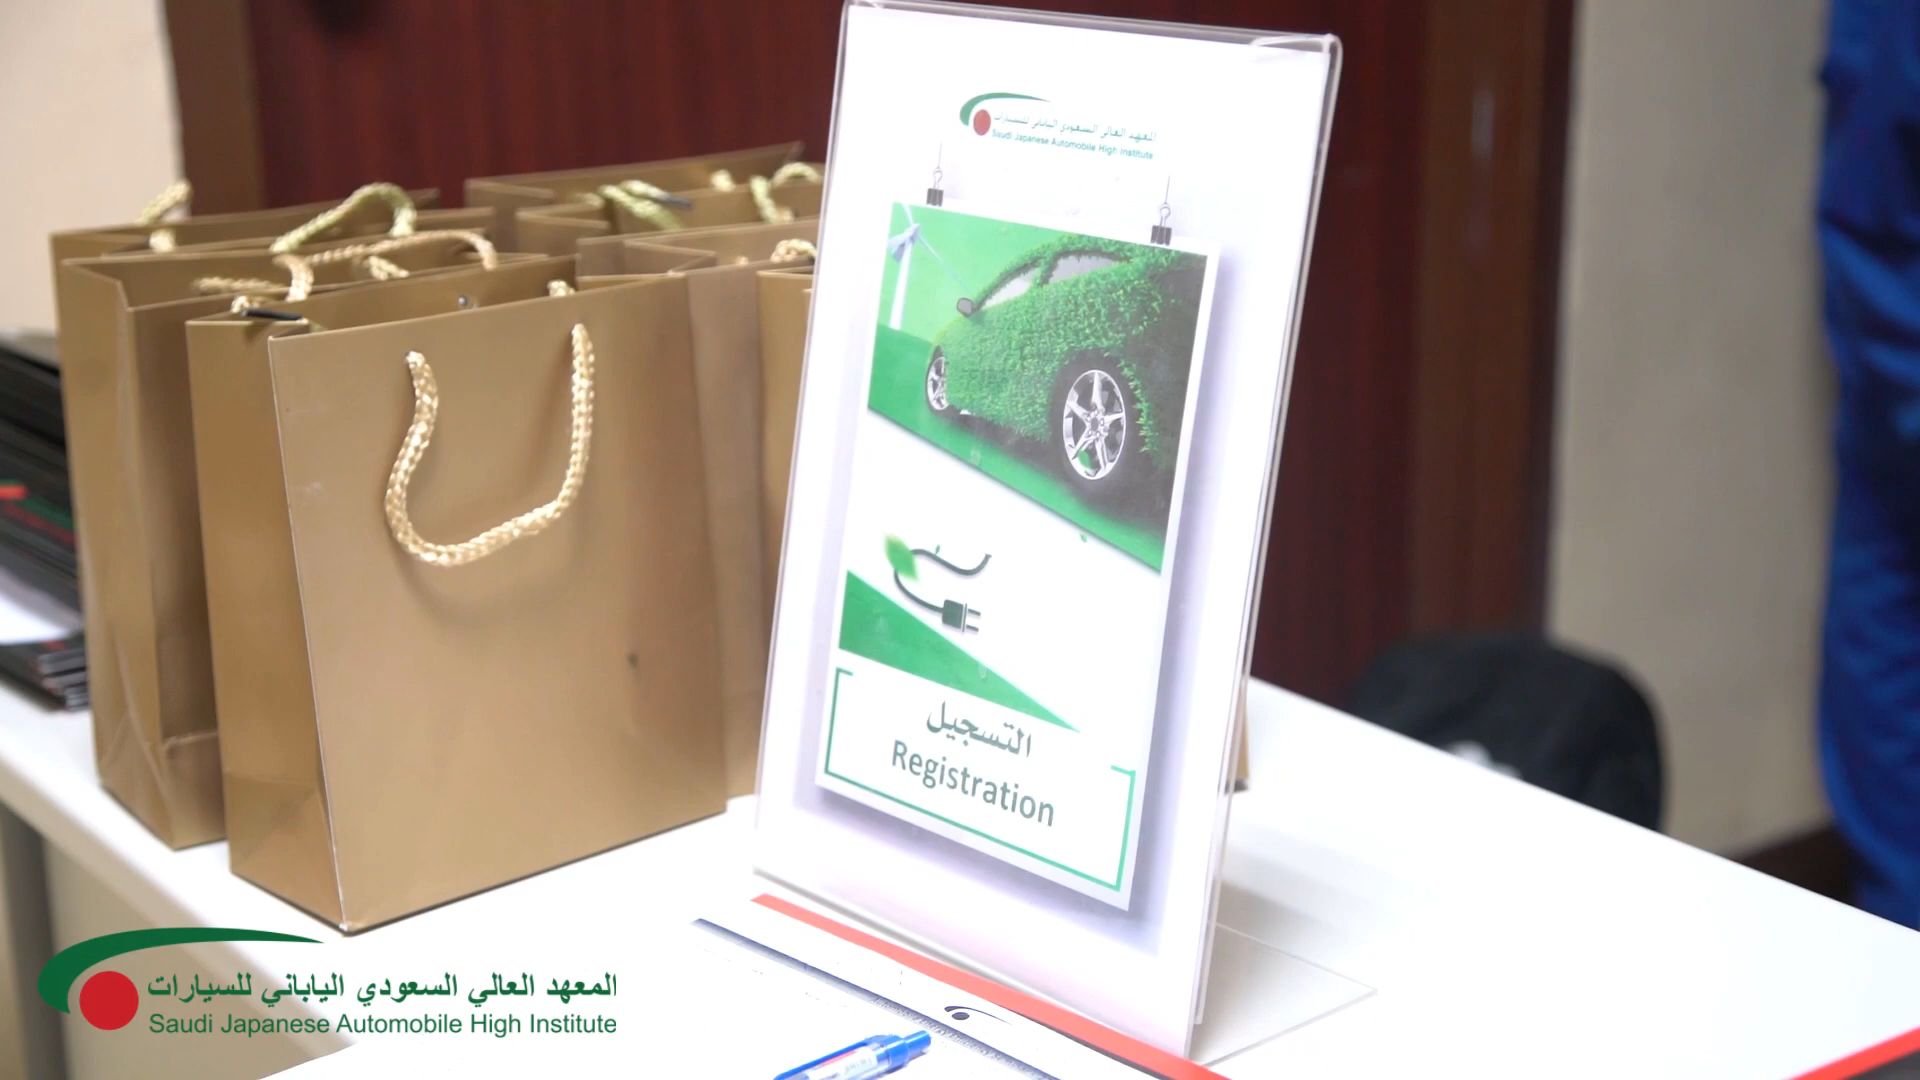 المعهد العالي السعودي الياباني للسيارات
Saudi Japanese Automobile High Institute
التسجيل
Registration
المعهد العالي السعودي الياباني للسيارات
Saudi Japanese Automobile High Institute